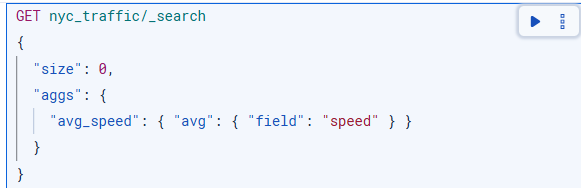 GET nyc_traffic/_search
{
"size": 0,
"aggs": {
"avg_speed": { "avg": { "field": "speed" } }
}
}